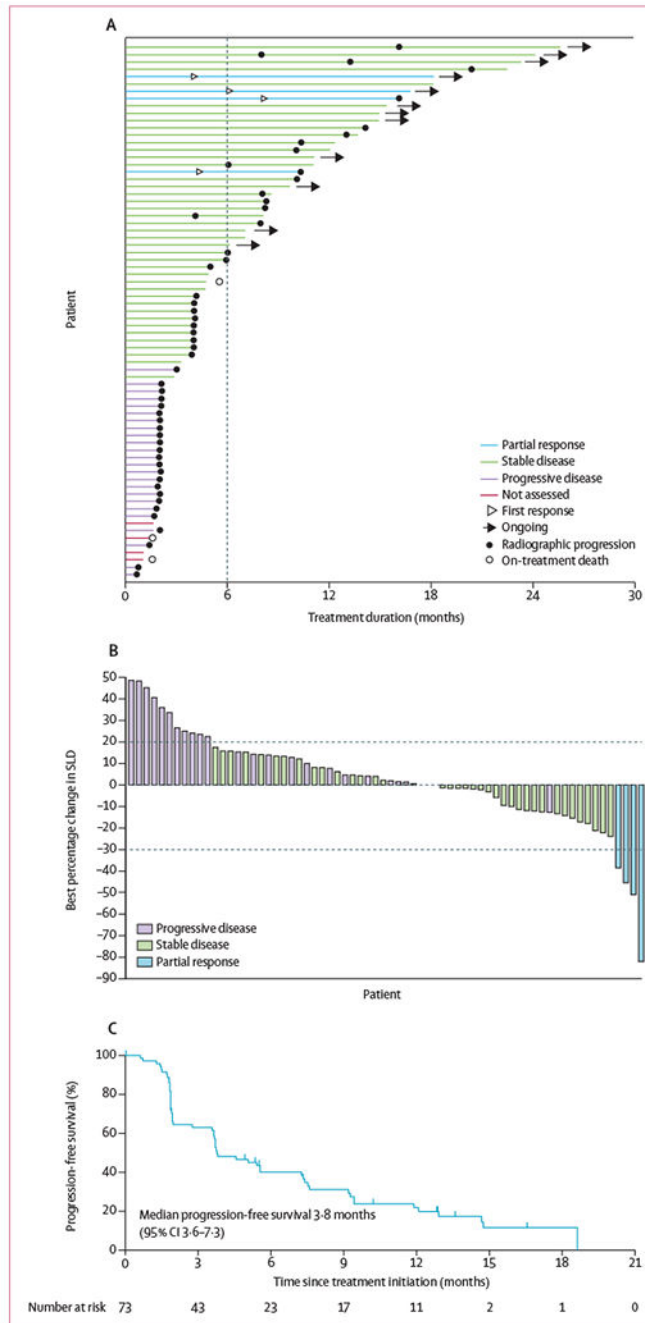 A
Patient
Partial response
Stable disease
Progressive disease
Not assessed
First response
Ongoing
Radiographic progression
On-treatment death
0 6 12 18 24 30
Treatment duration (months)
B
50
40
30
20
10
0
−10
−20
−30
−40
−50
−60
−70
−80
−90
Best percentage change in SLD
Progressive disease
Stable disease
Partial response
Patient
C
100
80
60
40
20
0
Progression-free survival (%)
Median progression-free survival 3·8 months
(95% CI 3·6–7·3)
0 3 6 9 12 15 18 21
Time since treatment initiation (months)
Number at risk 73 43 23 17 11 2 1 0